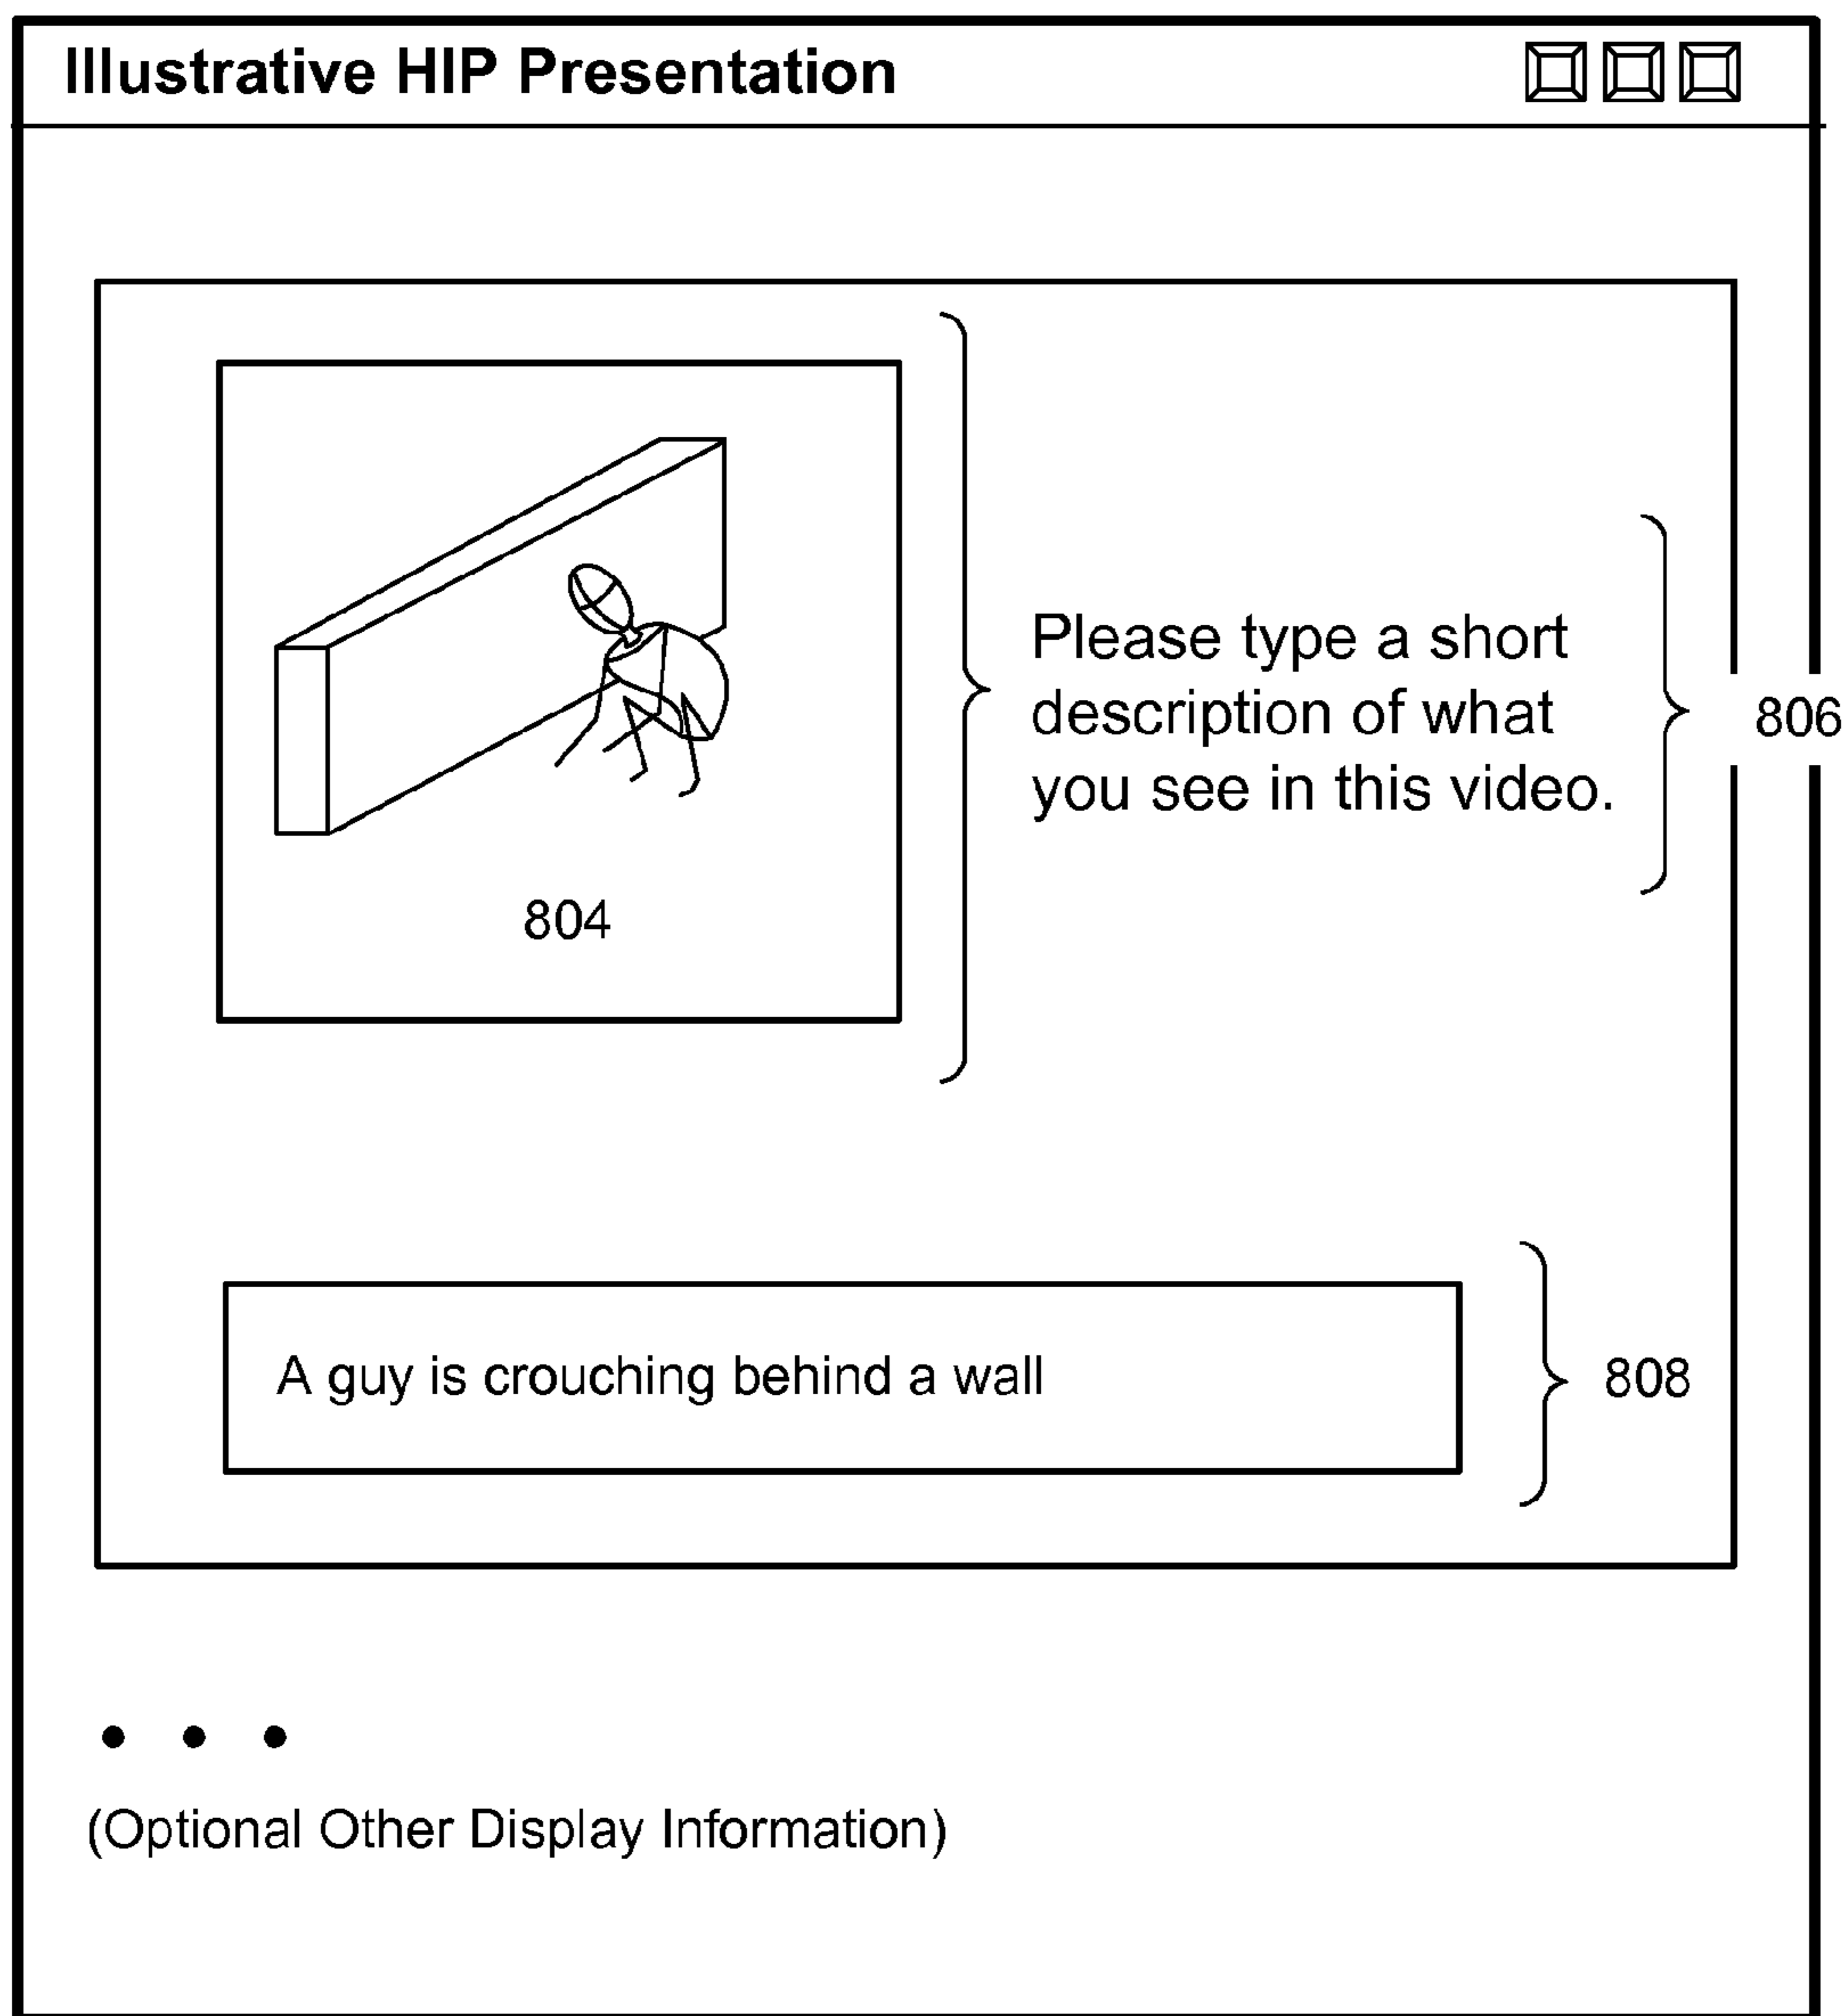 Illustrative HIP Presentation
Please type a short
description of what
you see in this video.
806
804
A guy is crouching behind a wall
808
(Optional Other Display Information)